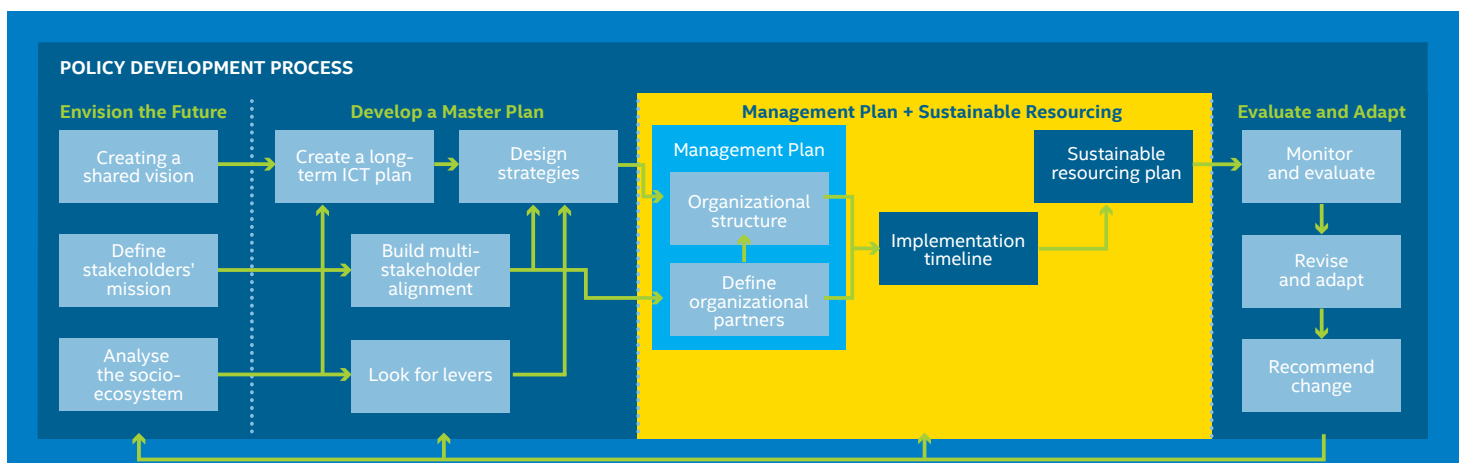 POLICY DEVELOPMENT PROCESS
Envision the Future
Creating a
shared vision
Define
stakeholders'
mission
Analyse
the socio-
ecosystem
Develop a Master Plan
Create a long-
term ICT plan
Design
strategies
Build multi-
stakeholder
alignment
Look for levers
Management Plan + Sustainable Resourcing
Management Plan
Organizational
structure
Define
organizational
partners
Implementation
timeline
Sustainable
resourcing plan
Evaluate and Adapt
Monitor
and evaluate
Revise
and adapt
Recommend
change